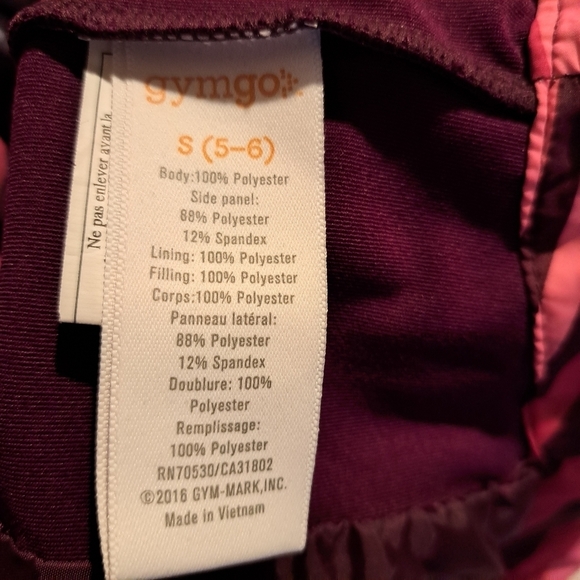 gymgo
S (5–6)
Body:100% Polyester
Side panel:
88% Polyester
12% Spandex
Lining: 100% Polyester
Filling: 100% Polyester
Corps:100% Polyester
Panneau latéral:
88% Polyester
12% Spandex
Doublure: 100%
Polyester
Remplissage:
100% Polyester
RN70530/CA31802
©2016 GYM-MARK,INC.
Made in Vietnam
Ne pas enlever avant la